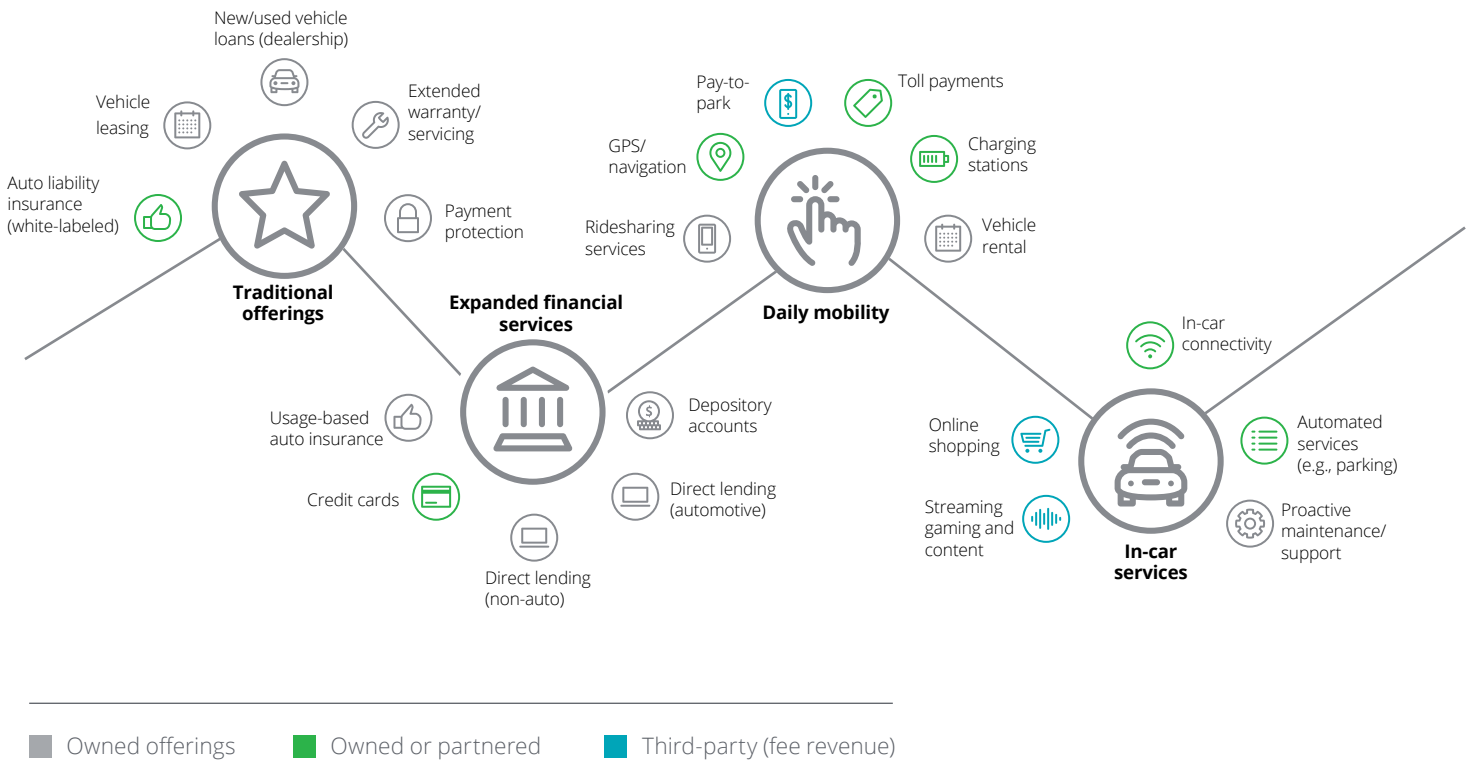 New/used vehicle
loans (dealership)
Vehicle
leasing
Extended
warranty/
servicing
Auto liability
insurance
(white-labeled)
Payment
protection
Traditional
offerings
Expanded financial
services
Usage-based
auto insurance
Credit cards
Direct lending
(non-auto)
Direct lending
(automotive)
Depository
accounts
Pay-to-
park
Toll payments
GPS/
navigation
Charging
stations
Ridesharing
services
Vehicle
rental
Daily mobility
In-car
connectivity
Online
shopping
Automated
services
(e.g., parking)
Streaming
gaming and
content
Proactive
maintenance/
support
In-car
services
Owned offerings
Owned or partnered
Third-party (fee revenue)